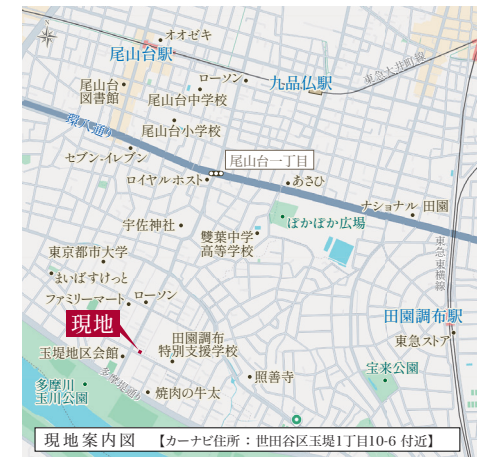 オオゼキ
尾山台駅
ローソン
九品仏駅
東急大井町線
尾山台
図書館
尾山台中学校
環八通り
尾山台小学校
セブン-イレブン
尾山台一丁目
ロイヤルホスト
あさひ
ナショナル 田園
宇佐神社
ぽかぽか広場
雙葉中学
高等学校
東京都市大学
東急東横線
まいばすけっと
ファミリーマート
ローソン
現地
田園調布駅
田園調布
特別支援学校
東急ストア
玉堤地区会館
宝来公園
多摩川
玉川公園
多摩堤通り
焼肉の牛太
照善寺
現地案内図 【カーナビ住所：世田谷区玉堤1丁目10-6 付近】